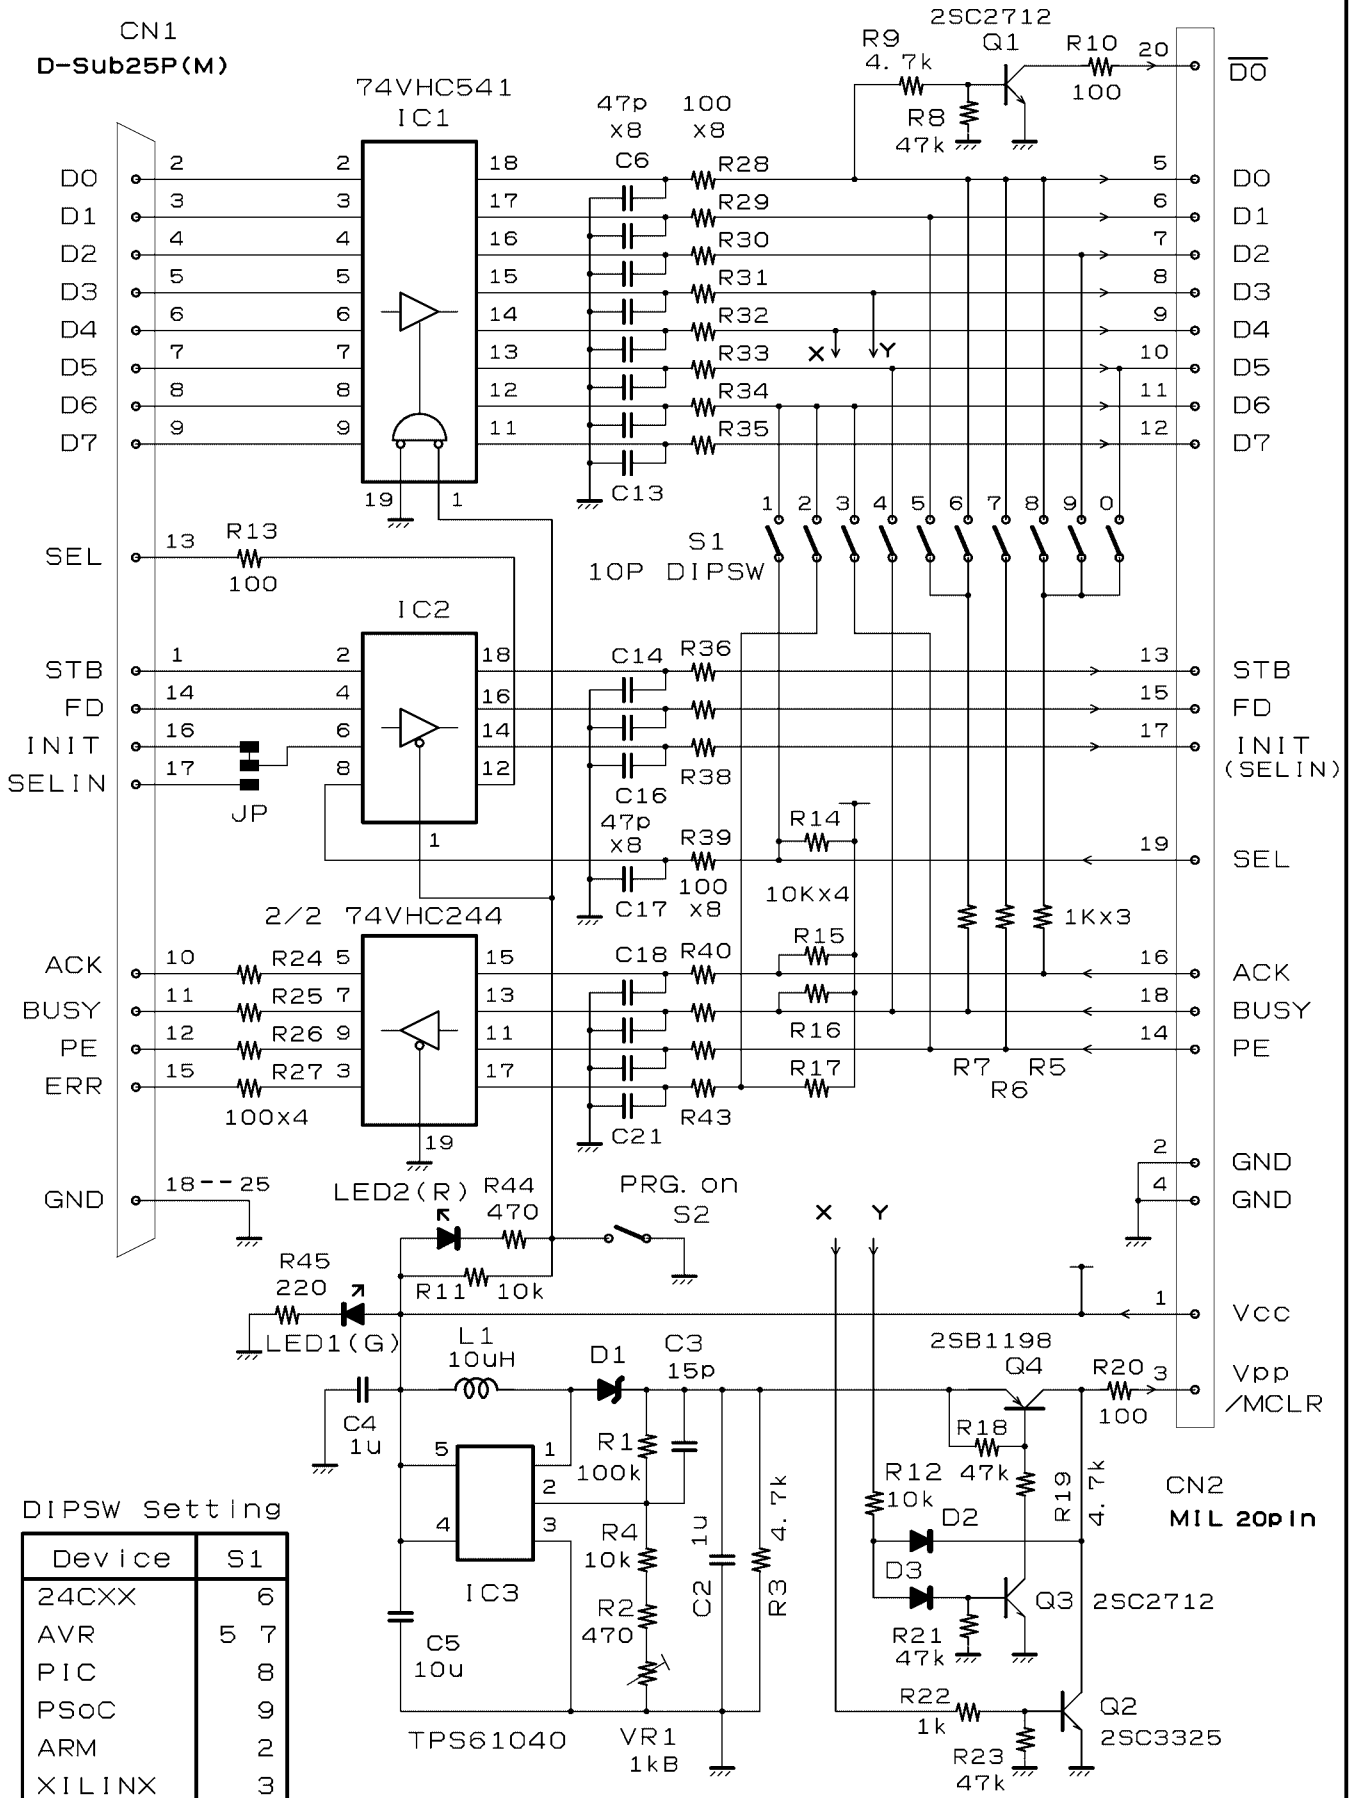 CN1
D-Sub25P(M)
74VHC541
IC1
47p
x8
100
x8
2SC2712
Q1
R9
4.7k
R10
100
R8
47k
20
D0
D0 2 2 18 C6 R28 5 D0
D1 3 3 17 R29 6 D1
D2 4 4 16 R30 7 D2
D3 5 5 15 R31 8 D3
D4 6 6 14 R32 9 D4
X Y
D5 7 7 13 R33 10 D5
D6 8 8 12 R34 11 D6
D7 9 9 11 R35 12 D7
C13
19 1
1 2 3 4 5 6 7 8 9 0
S1
10P DIPSW
SEL 13 R13
100
IC2
STB 1 2 18 C14 R36 13 STB
FD 14 4 16 15 FD
INIT 16 6 14 R38 17 INIT
(SELIN)
SELIN 17 8 12
JP
1
C16
47p
x8
R39
100
x8
C17
R14
10Kx4
19 SEL
2/2 74VHC244
1Kx3
ACK 10 R24 5 15 C18 R40 R15 16 ACK
BUSY 11 R25 7 13 R16 18 BUSY
PE 12 R26 9 11 14 PE
ERR 15 R27 3 17 R43 R17
R7 R6 R5
100x4
19
C21
GND 18--25
2 GND
4 GND
LED2(R) R44
470
PRG. on
S2
X Y
R45
220
R11 10k
LED1(G)
1 Vcc
L1
10uH
D1
C3
15p
2SB1198
Q4
R20
100
3 Vpp
/MCLR
C4
1u
5 1
2
4 3
IC3
R1
100k
R4
10k
R2
470
C2 1u
R3 4.7k
R18
47k
R12
10k
R19
4.7k
D2
D3
Q3 2SC2712
R21
47k
CN2
MIL 20pin
C5
10u
TPS61040
VR1
1kB
R22
1k
R23
47k
Q2
2SC3325
DIPSW Setting
Device S1
24CXX 6
AVR 5 7
PIC 8
PSoC 9
ARM 2
XILINX 3